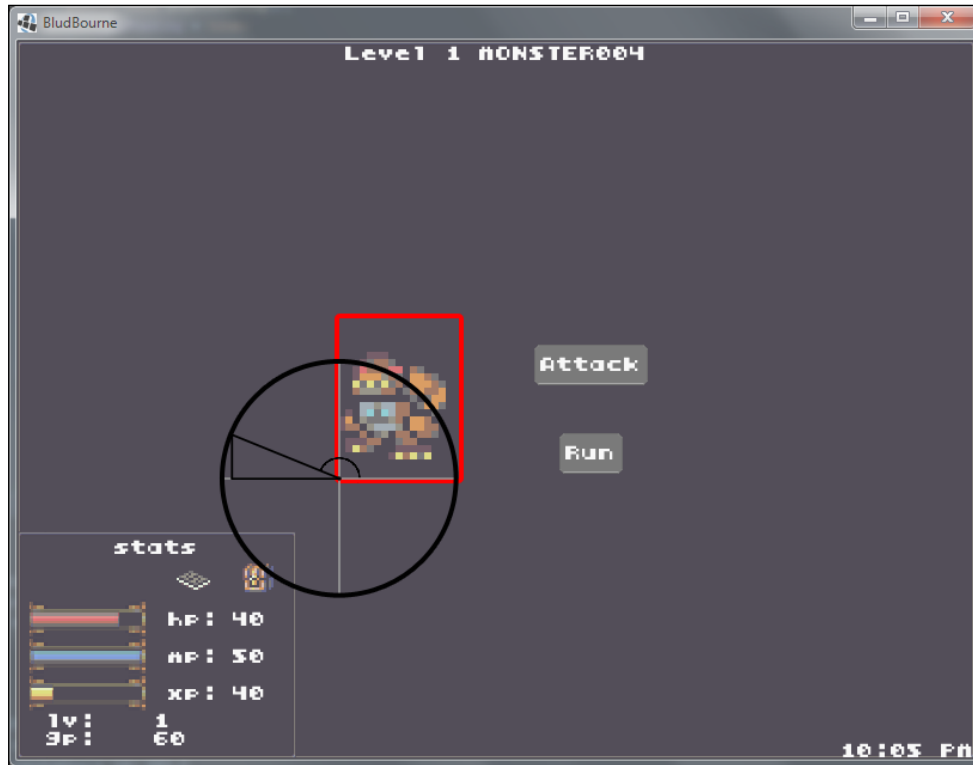 BludBourne
Level 1 MONSTER004
Attack
Run
stats
hp: 40
mp: 50
xp: 40
lv: 1
gp: 60
10:05 PM